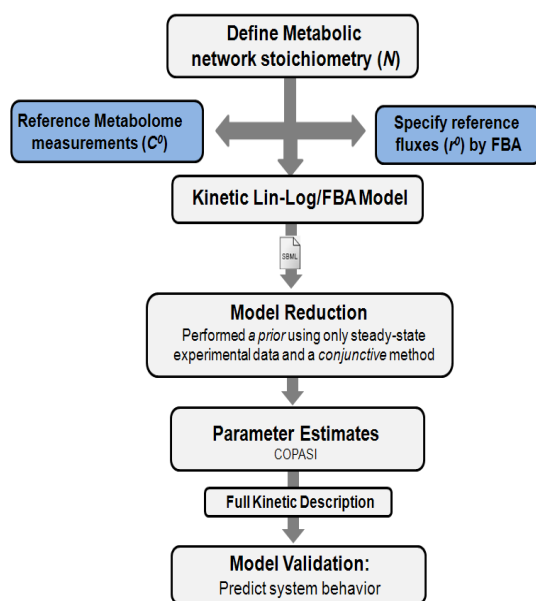 Define Metabolic
network stoichiometry (N)
Reference Metabolome
measurements (C⁰)
Specify reference
fluxes (r⁰) by FBA
Kinetic Lin-Log/FBA Model
SBML
Model Reduction
Performed a prior using only steady-state
experimental data and a conjunctive method
Parameter Estimates
COPASI
Full Kinetic Description
Model Validation:
Predict system behavior